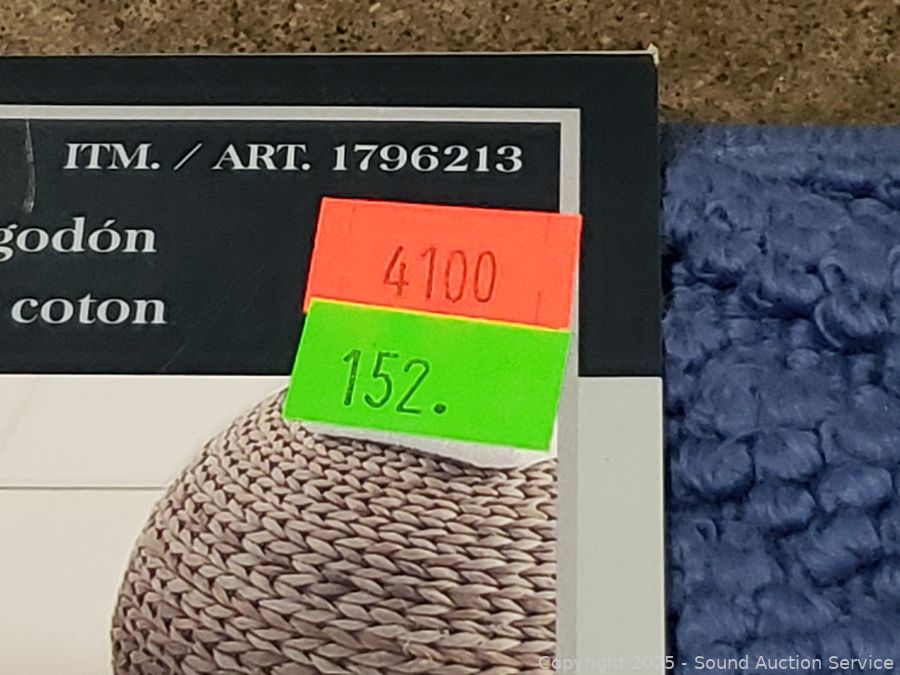 ITM. / ART. 1796213
godón
coton
4100
152.
Copyright 2025 - Sound Auction Service